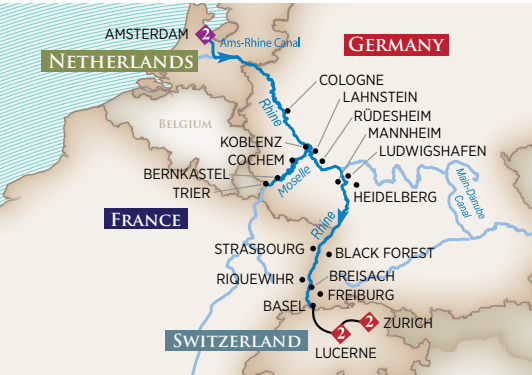 AMSTERDAM 2
Ams-Rhine Canal
GERMANY
NETHERLANDS
COLOGNE
Rhine
LAHNSTEIN
RÜDESHEIM
BELGIUM
MANNHEIM
KOBLENZ
LUDWIGSHAFEN
COCHEM
BERNKASTEL
Moselle
TRIER
HEIDELBERG
Main-Danube
Canal
FRANCE
Rhine
STRASBOURG
BLACK FOREST
RIQUEWIHR
BREISACH
FREIBURG
BASEL
2 ZURICH
SWITZERLAND
2
LUCERNE